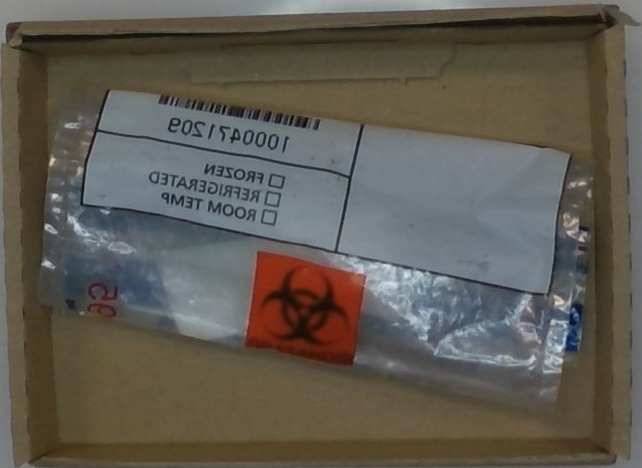 1000471209
☐ FROZEN
☐ REFRIGERATED
☐ ROOM TEMP